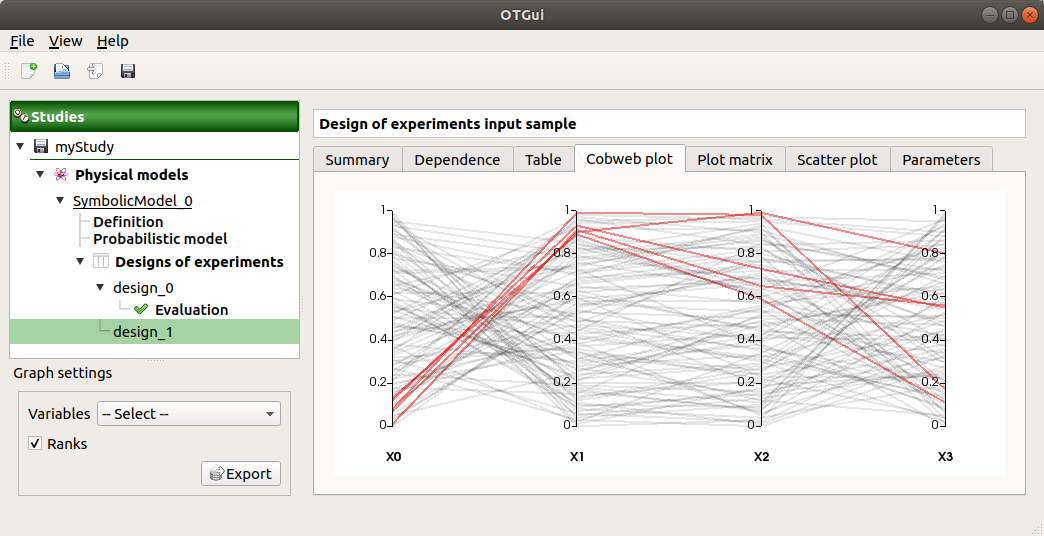 OTGui
File View Help
Studies
myStudy
Physical models
SymbolicModel_0
Definition
Probabilistic model
Designs of experiments
design_0
Evaluation
design_1
Graph settings
Variables -- Select --
Ranks
Export
Design of experiments input sample
Summary Dependence Table Cobweb plot Plot matrix Scatter plot Parameters
1 1 1 1
0.8 0.8 0.8 0.8
0.6 0.6 0.6 0.6
0.4 0.4 0.4 0.4
0.2 0.2 0.2 0.2
0 0 0 0
X0 X1 X2 X3